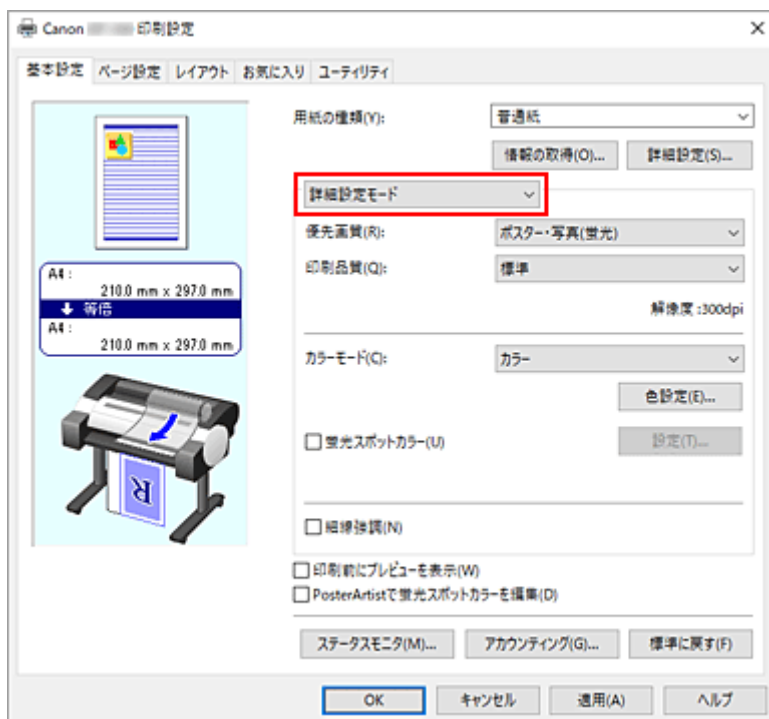 Canon 印刷設定
基本設定 ページ設定 レイアウト お気に入り ユーティリティ
用紙の種類(Y): 普通紙
情報の取得(O)... 詳細設定(S)...
詳細設定モード
優先画質(R): ポスター・写真(蛍光)
印刷品質(Q): 標準
解像度 :300dpi
A4 :
210.0 mm x 297.0 mm
等倍
A4 :
210.0 mm x 297.0 mm
カラーモード(C): カラー
色設定(E)...
蛍光スポットカラー(U) 設定(T)...
R
細線強調(N)
印刷前にプレビューを表示(W)
PosterArtistで蛍光スポットカラーを編集(D)
ステータスモニタ(M)... アカウンティング(G)... 標準に戻す(F)
OK キャンセル 適用(A) ヘルプ